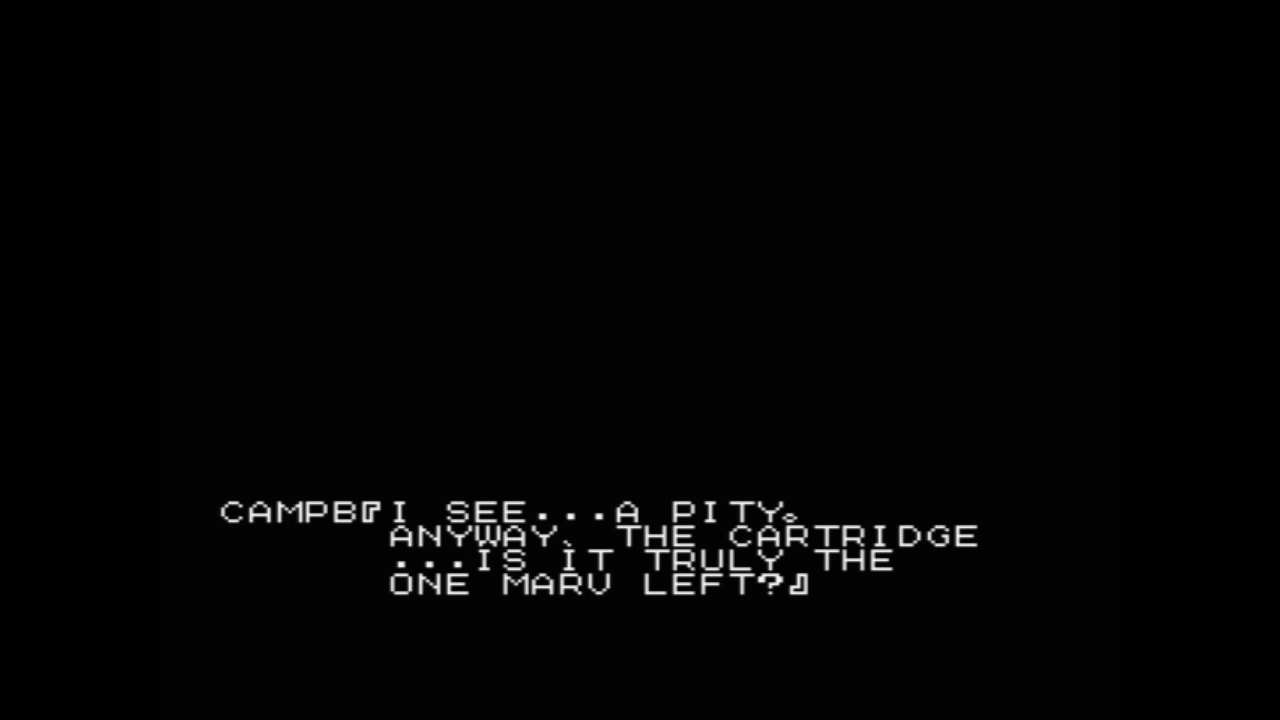 CAMPB『I SEE...A PITY。
ANYWAY、THE CARTRIDGE
...IS IT TRULY THE
ONE MARV LEFT?』